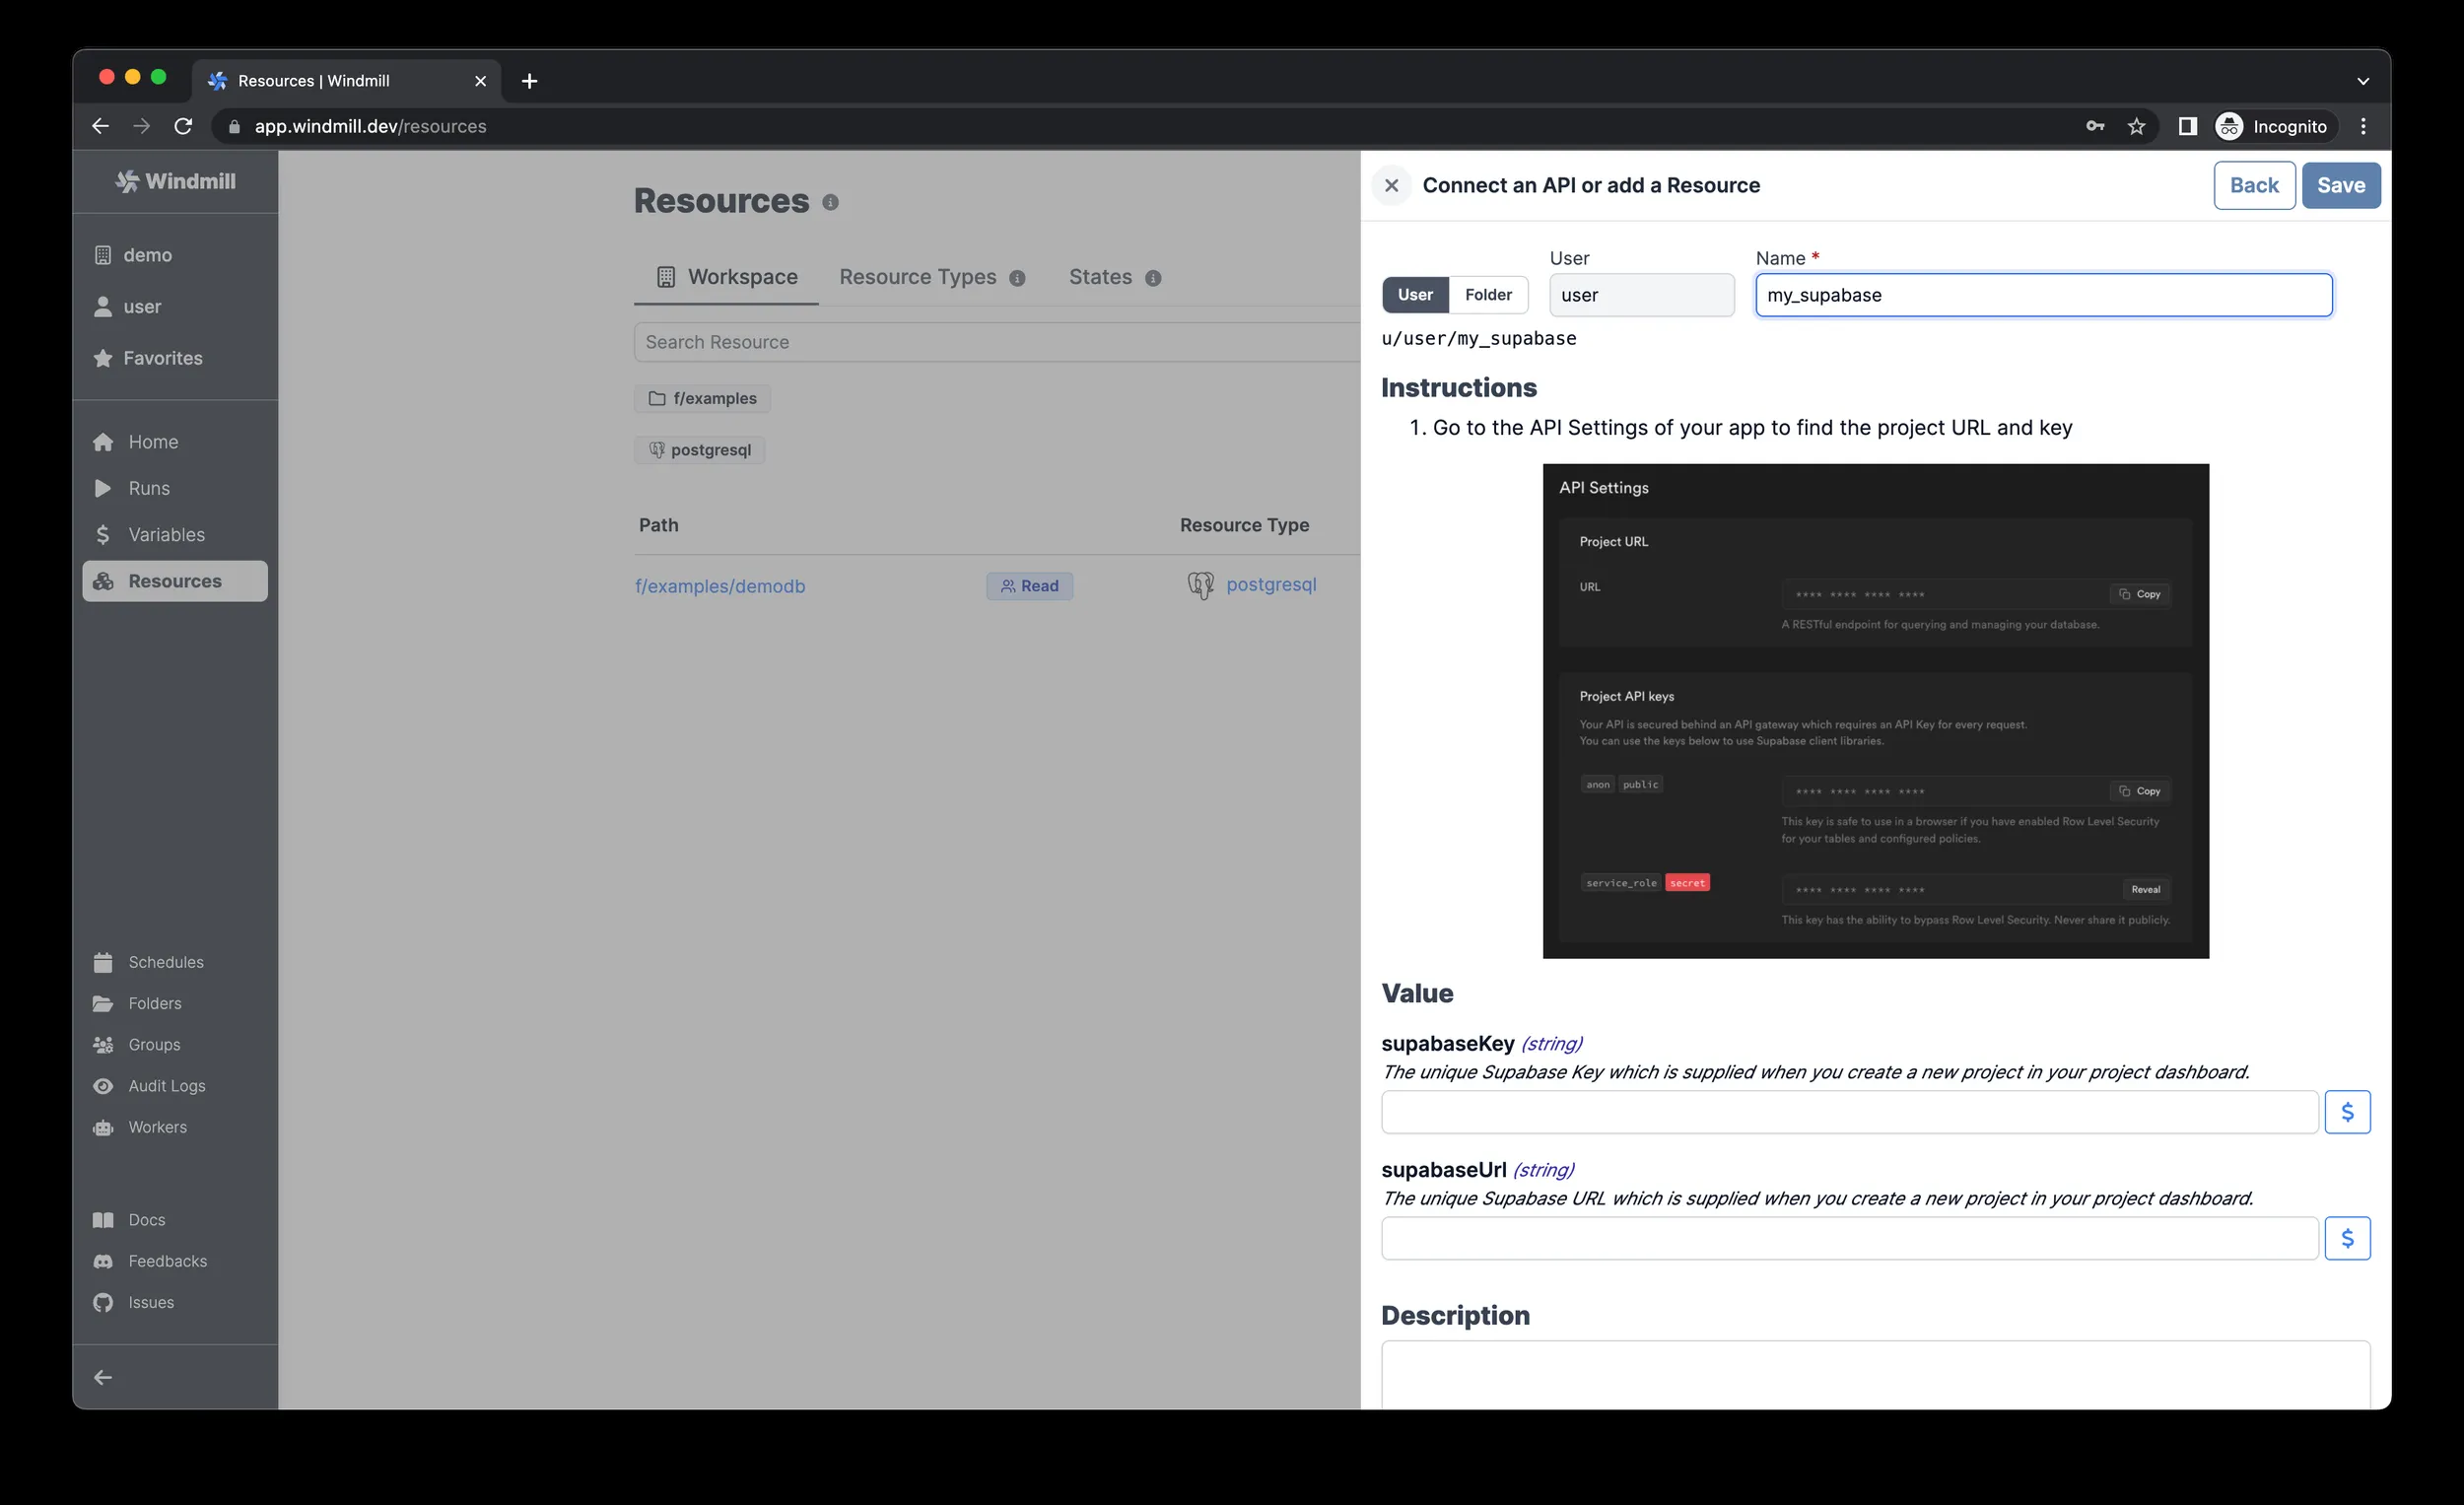 Resources | Windmill
app.windmill.dev/resources
Incognito
Windmill
demo
user
Favorites
Home
Runs
$ Variables
Resources
Schedules
Folders
Groups
Audit Logs
Workers
Docs
Feedbacks
Issues
Resources
Workspace
Resource Types
States
Search Resource
f/examples
postgresql
Path
Resource Type
f/examples/demodb
Read
postgresql
Connect an API or add a Resource
Back
Save
User
Folder
User
user
Name *
my_supabase
u/user/my_supabase
Instructions
1. Go to the API Settings of your app to find the project URL and key
API Settings
Project URL
URL
**** **** **** ****
Copy
A RESTful endpoint for querying and managing your database.
Project API keys
Your API is secured behind an API gateway which requires an API Key for every request.
You can use the keys below to use Supabase client libraries.
anon public
**** **** **** ****
Copy
This key is safe to use in a browser if you have enabled Row Level Security
for your tables and configured policies.
service_role secret
**** **** **** ****
Reveal
This key has the ability to bypass Row Level Security. Never share it publicly.
Value
supabaseKey (string)
The unique Supabase Key which is supplied when you create a new project in your project dashboard.
$
supabaseUrl (string)
The unique Supabase URL which is supplied when you create a new project in your project dashboard.
$
Description